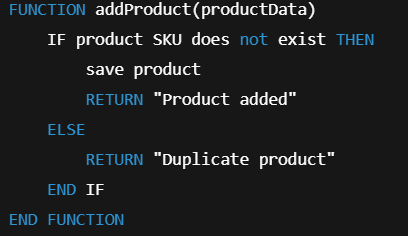 FUNCTION addProduct(productData)
    IF product SKU does not exist THEN
        save product
        RETURN "Product added"
    ELSE
        RETURN "Duplicate product"
    END IF
END FUNCTION